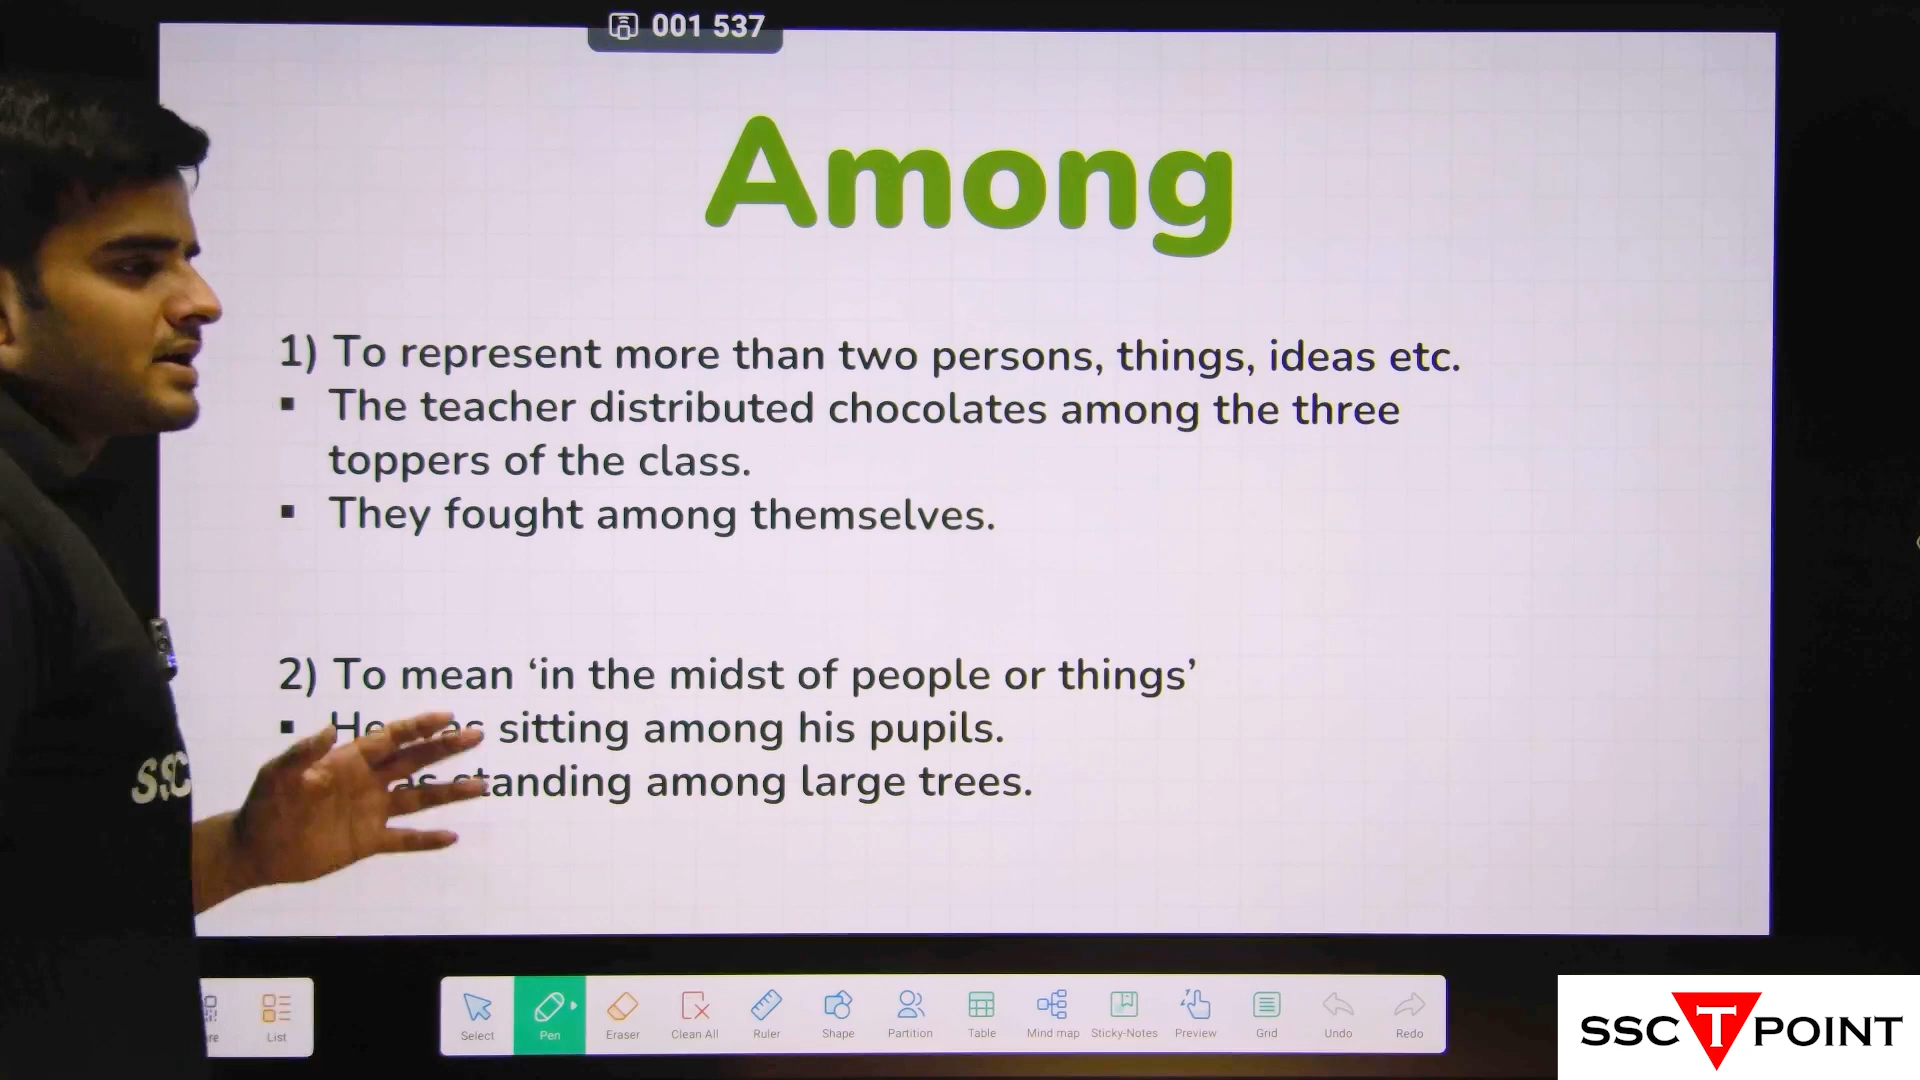 001 537
Among
1) To represent more than two persons, things, ideas etc.
▪ The teacher distributed chocolates among the three
toppers of the class.
▪ They fought among themselves.
2) To mean ‘in the midst of people or things’
▪ He was sitting among his pupils.
standing among large trees.
SSC
List
Select
Pen
Eraser
Clean All
Ruler
Shape
Partition
Table
Mind map
Sticky-Notes
Preview
Grid
Undo
Redo
SSC T POINT